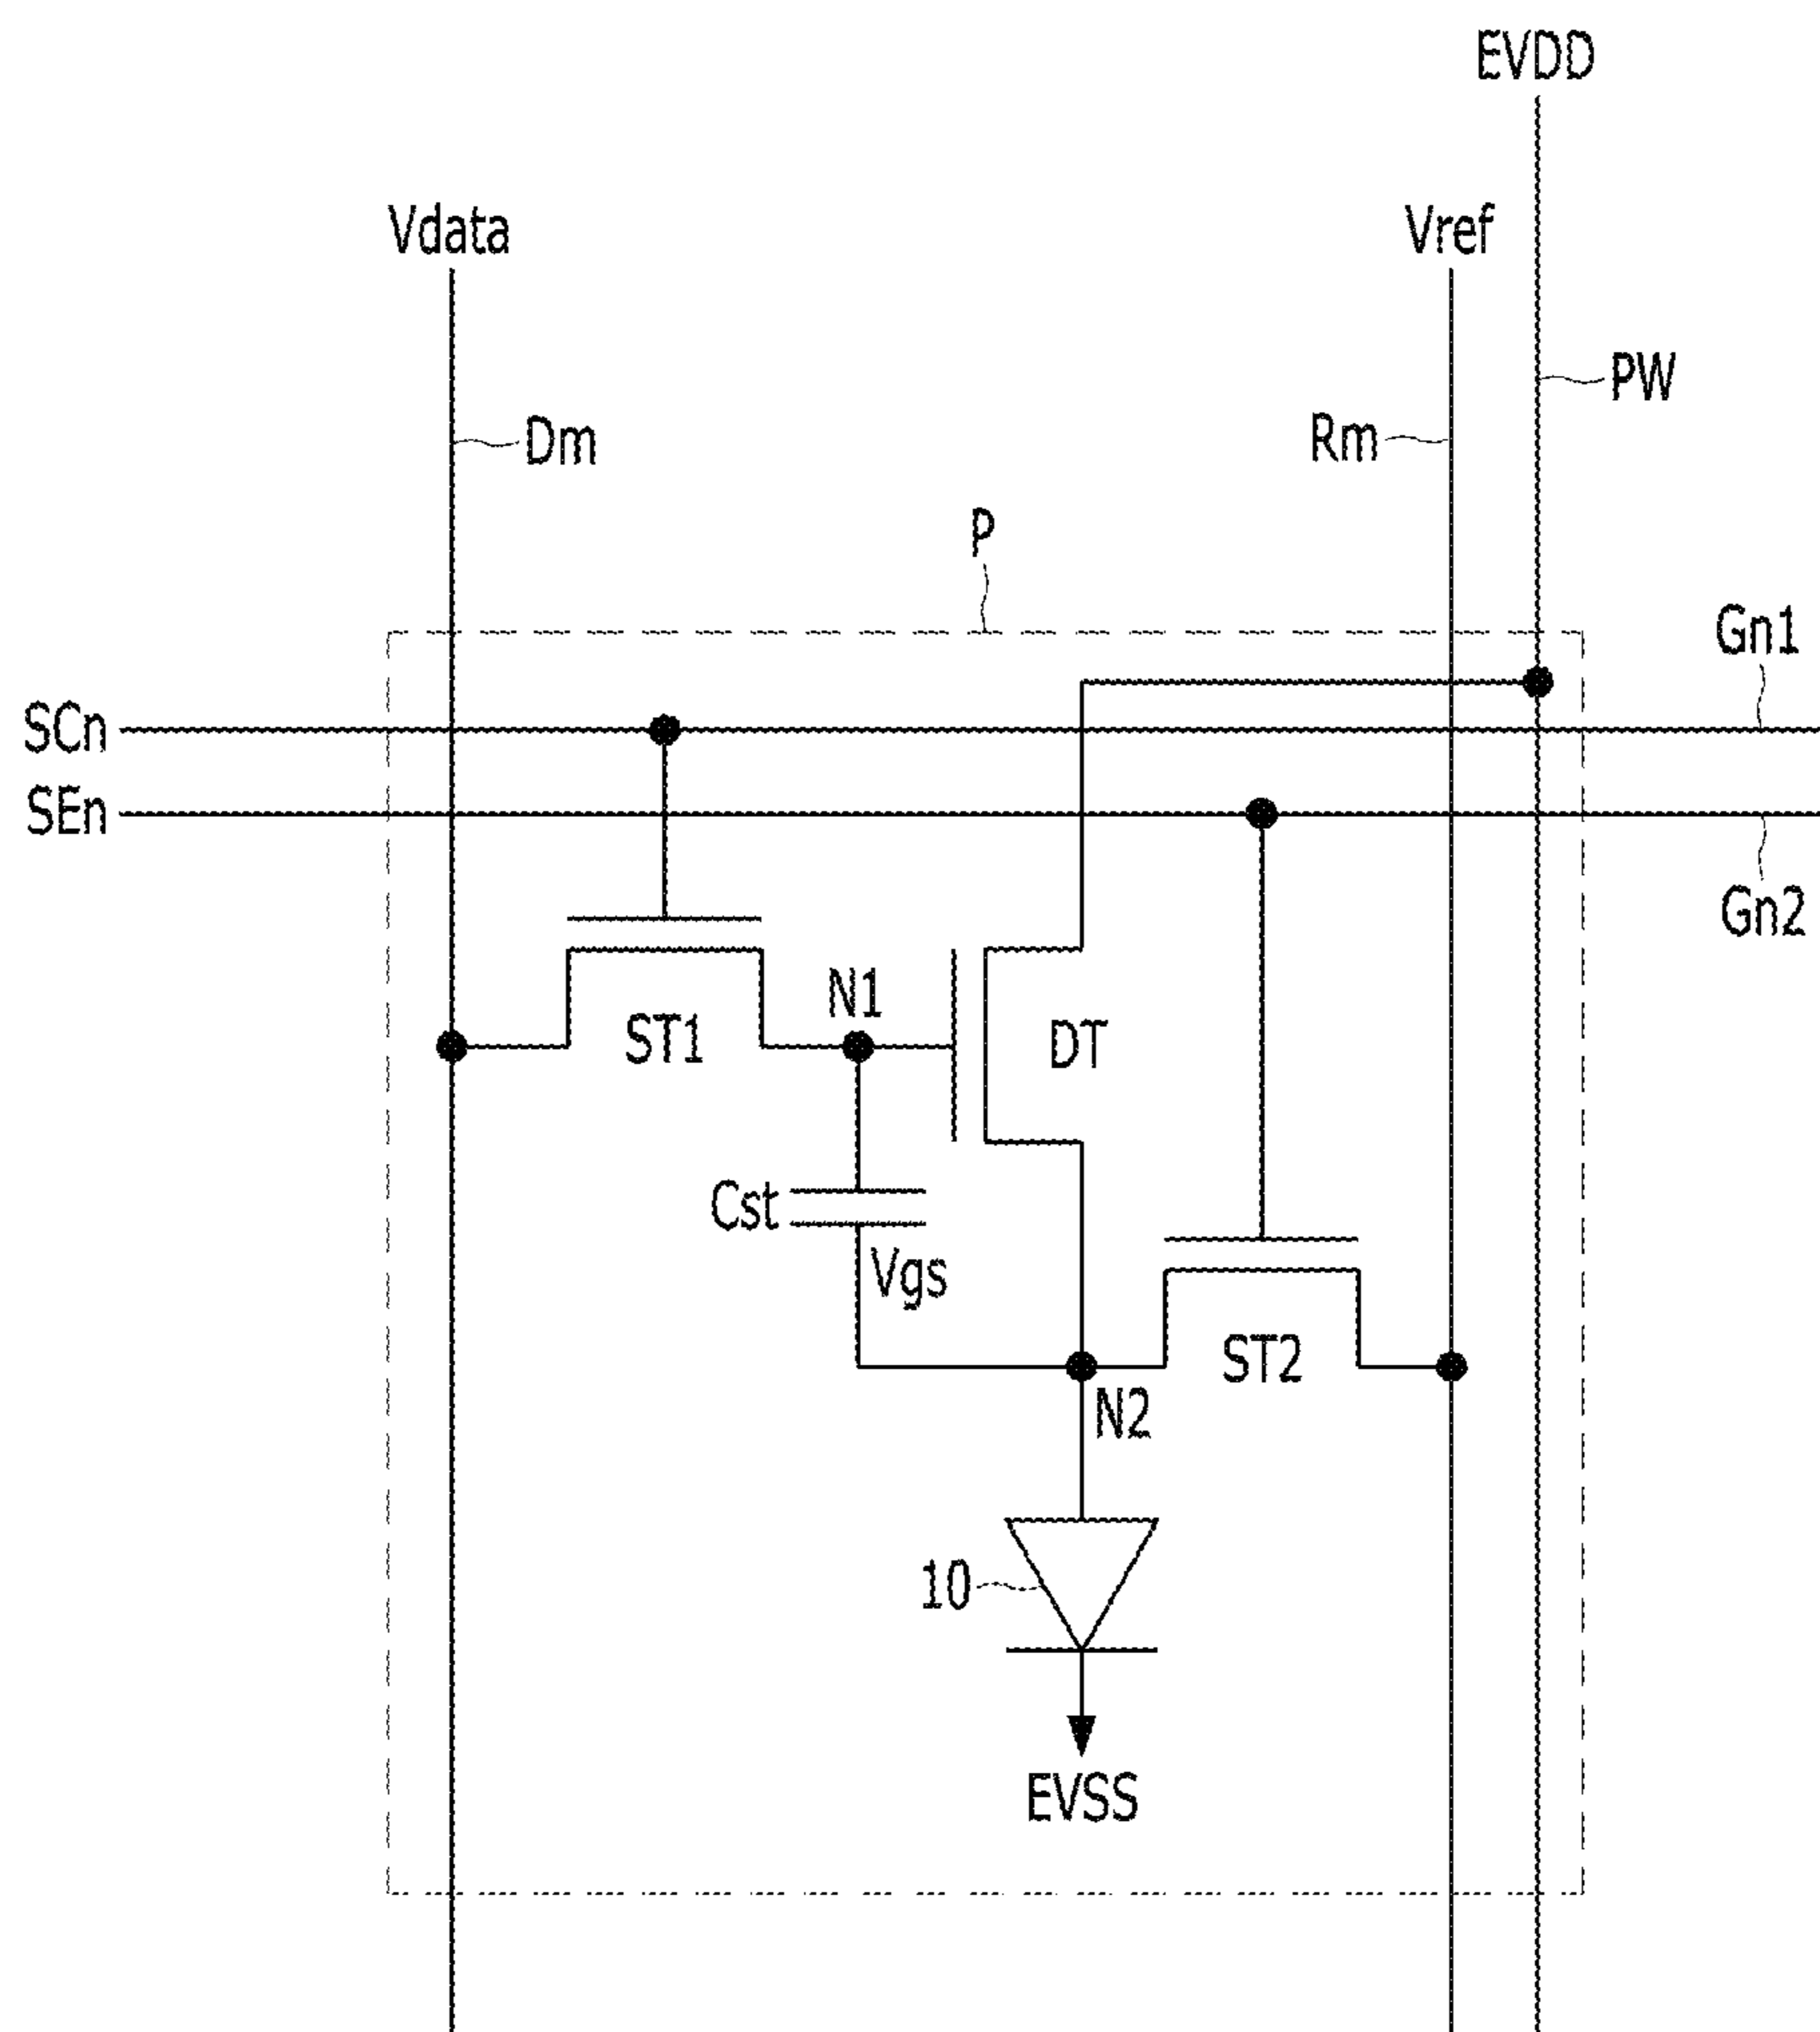 EVDD
Vdata
Vref
PW
Dm
Rm
P
Gn1
SCn
SEn
Gn2
N1
ST1
DT
Cst
Vgs
ST2
N2
10
EVSS